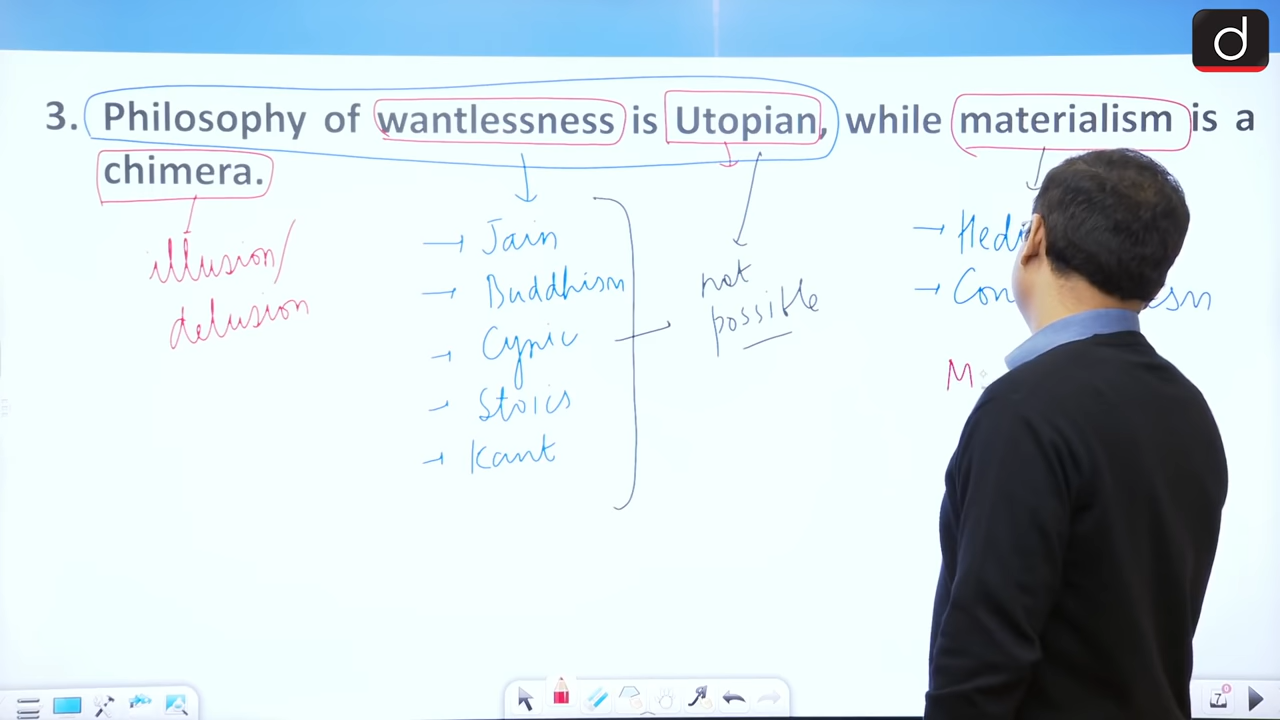 d
3. Philosophy of wantlessness is Utopian, while materialism is a
chimera.
illusion/
delusion
→ Jain
→ Buddhism
→ Cynic
→ Stoics
→ Kant
not
possible
→
→
M
7